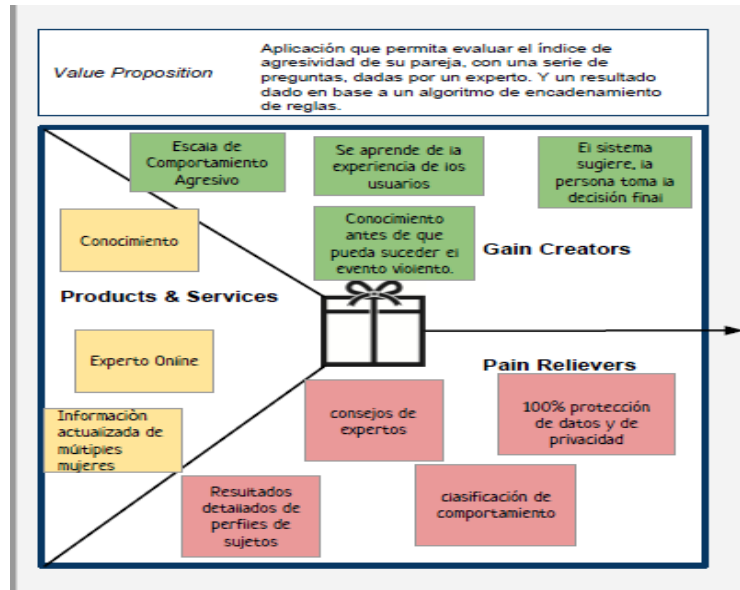 Value Proposition
Aplicación que permita evaluar el índice de
agresividad de su pareja, con una serie de
preguntas, dadas por un experto. Y un resultado
dado en base a un algoritmo de encadenamiento
de reglas.
Escala de
Comportamiento
Agresivo
Se aprende de la
experiencia de los
usuarios
El sistema
sugiere, la
persona toma la
decisión final
Conocimiento
Conocimiento
antes de que
pueda suceder el
evento violento.
Gain Creators
Products & Services
Experto Online
Pain Relievers
Informaciòn
actualizada de
múltiples
mujeres
consejos de
expertos
100% protección
de datos y de
privacidad
Resultados
detallados de
perfiles de
sujetos
clasificación de
comportamiento